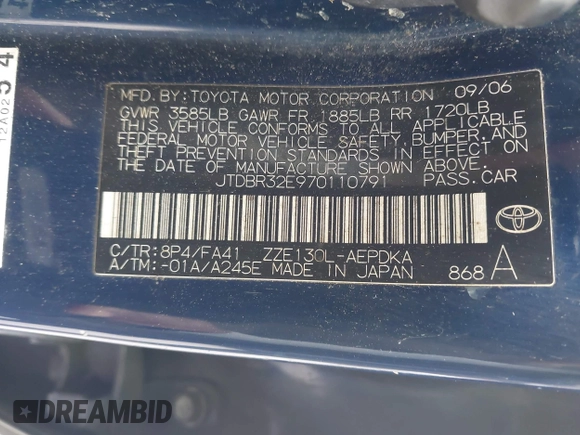 54
12A02
MFD.BY:TOYOTA MOTOR CORPORATION 09/06
GVWR 3585LB GAWR FR 1885LB RR 1720LB
THIS VEHICLE CONFORMS TO ALL APPLICABLE
FEDERAL MOTOR VEHICLE SAFETY,BUMPER,AND
THEFT PREVENTION STANDARDS IN EFFECT
ON THE DATE OF MANUFACTURE SHOWN ABOVE.
JTDBR32E970110791 PASS.CAR
C/TR:8P4/FA41 ZZE130L-AEPDKA
A/TM:-01A/A245E MADE IN JAPAN 868 A
DREAMBID